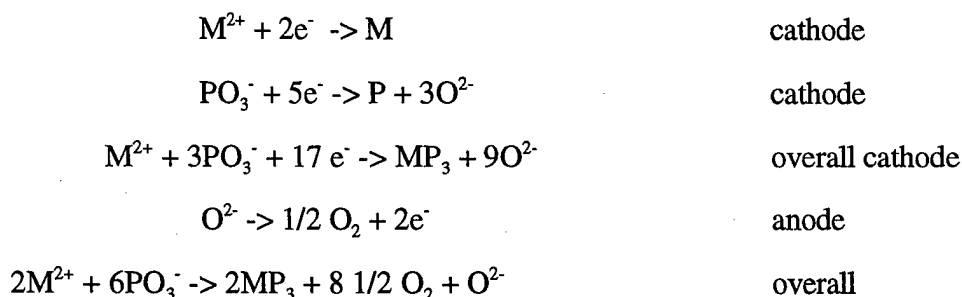 M²⁺ + 2e⁻ -> M cathode
PO₃⁻ + 5e⁻ -> P + 3O²⁻ cathode
M²⁺ + 3PO₃⁻ + 17 e⁻ -> MP₃ + 9O²⁻ overall cathode
O²⁻ -> 1/2 O₂ + 2e⁻ anode
2M²⁺ + 6PO₃⁻ -> 2MP₃ + 8 1/2 O₂ + O²⁻ overall